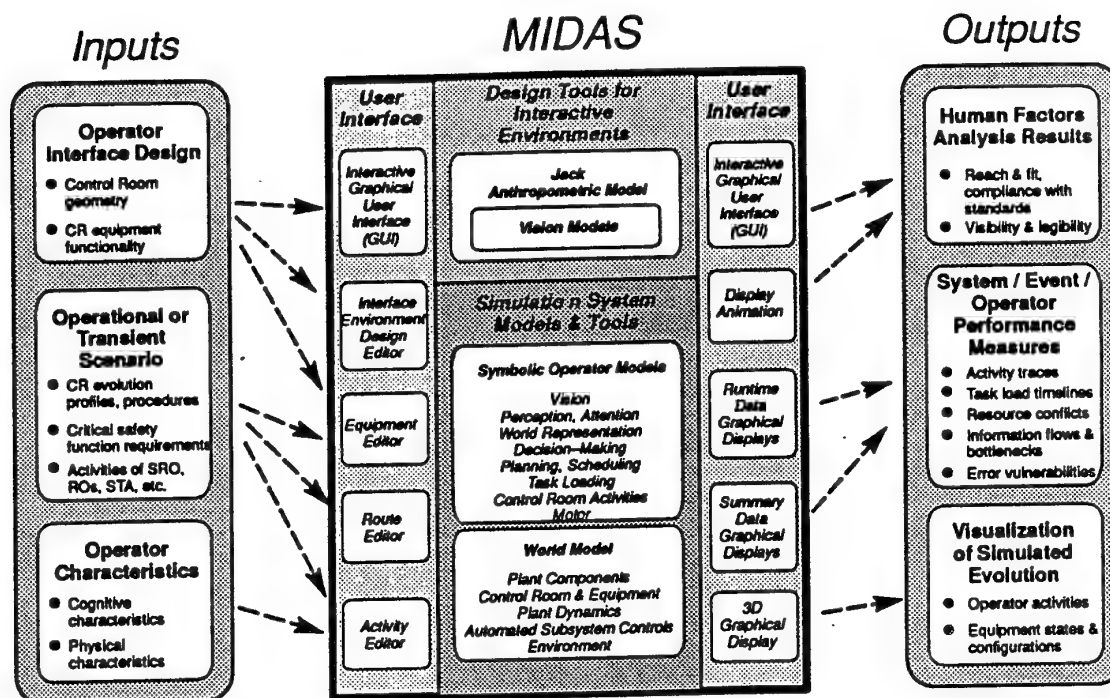 Inputs
MIDAS
Outputs
Operator
Interface Design
Control Room
geometry
CR equipment
functionality
Operational or
Transient
Scenario
CR evolution
profiles, procedures
Critical safety
function requirements
Activities of SRO,
ROs, STA, etc.
Operator
Characteristics
Cognitive
characteristics
Physical
characteristics
User
Interface
Interactive
Graphical
User
Interface
(GUI)
Interface
Environment
Design
Editor
Equipment
Editor
Route
Editor
Activity
Editor
Design Tools for
Interactive
Environments
Jack
Anthropometric Model
Vision Models
Simulatio n System
Models & Tools
Symbolic Operator Models
Vision
Perception, Attention
World Representation
Decision-Making
Planning, Scheduling
Task Loading
Control Room Activities
Motor
World Model
Plant Components
Control Room & Equipment
Plant Dynamics
Automated Subsystem Controls
Environment
User
Interface
Interactive
Graphical
User
Interface
(GUI)
Display
Animation
Runtime
Data
Graphical
Displays
Summary
Data
Graphical
Displays
3D
Graphical
Display
Human Factors
Analysis Results
Reach & fit,
compliance with
standards
Visibility & legibility
System / Event /
Operator
Performance
Measures
Activity traces
Task load timelines
Resource conflicts
Information flows &
bottlenecks
Error vulnerabilities
Visualization
of Simulated
Evolution
Operator activities
Equipment states &
configurations